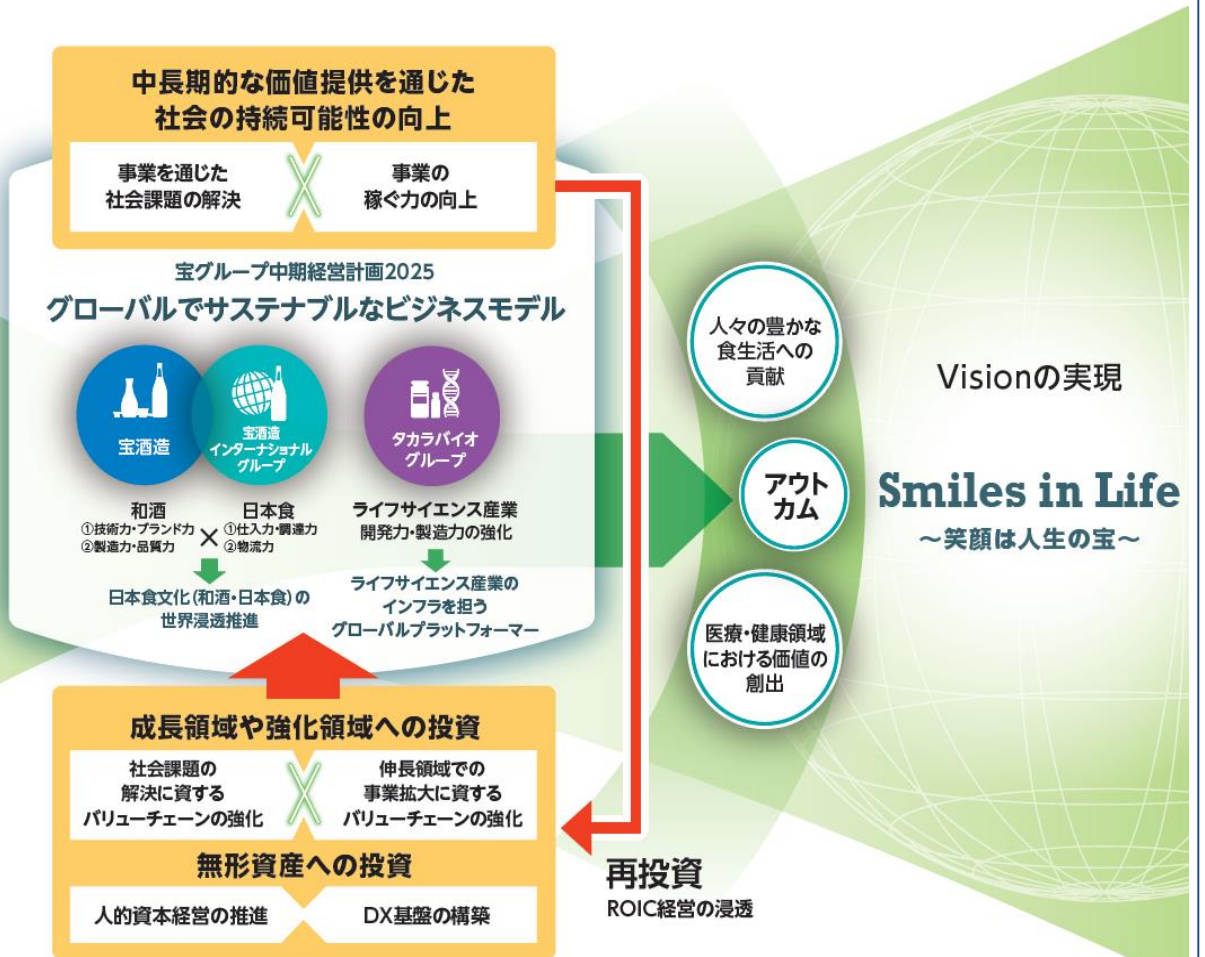 中長期的な価値提供を通じた
社会の持続可能性の向上
事業を通じた
社会課題の解決
事業の
稼ぐ力の向上
宝グループ中期経営計画2025
グローバルでサステナブルなビジネスモデル
宝酒造
宝酒造
インターナショナル
グループ
タカラバイオ
グループ
和酒
①技術力・ブランド力
②製造力・品質力
×
日本食
①仕入力・調達力
②物流力
日本食文化(和酒・日本食)の
世界浸透推進
ライフサイエンス産業
開発力・製造力の強化
ライフサイエンス産業の
インフラを担う
グローバルプラットフォーマー
成長領域や強化領域への投資
社会課題の
解決に資する
バリューチェーンの強化
伸長領域での
事業拡大に資する
バリューチェーンの強化
無形資産への投資
人的資本経営の推進
DX基盤の構築
再投資
ROIC経営の浸透
人々の豊かな
食生活への
貢献
アウト
カム
医療・健康領域
における価値の
創出
Visionの実現
Smiles in Life
～笑顔は人生の宝～